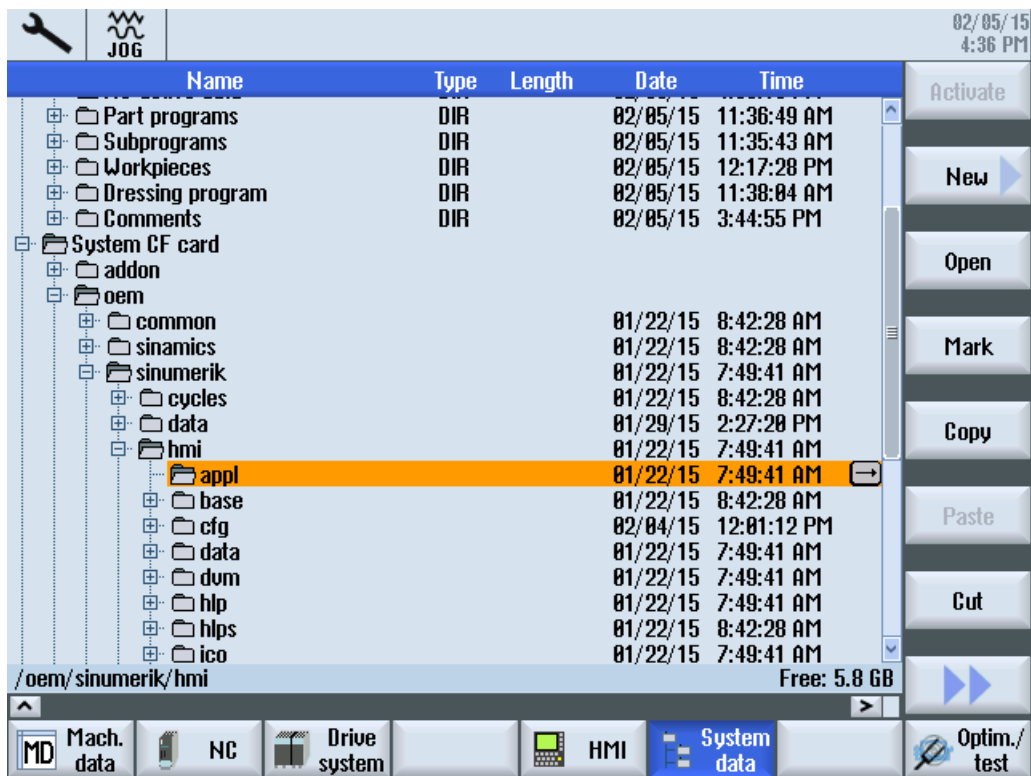 02/05/15
JOG
4:36 PM
Name Type Length Date Time
Activate
Part programs DIR 02/05/15 11:36:49 AM
Subprograms DIR 02/05/15 11:35:43 AM
Workpieces DIR 02/05/15 12:17:28 PM
New
Dressing program DIR 02/05/15 11:38:04 AM
Comments DIR 02/05/15 3:44:55 PM
System CF card
addon
Open
oem
common 01/22/15 8:42:28 AM
sinamics 01/22/15 8:42:28 AM
Mark
sinumerik 01/22/15 7:49:41 AM
cycles 01/22/15 8:42:28 AM
data 01/29/15 2:27:20 PM
Copy
hmi 01/22/15 7:49:41 AM
appl 01/22/15 7:49:41 AM
base 01/22/15 8:42:28 AM
Paste
cfg 02/04/15 12:01:12 PM
data 01/22/15 7:49:41 AM
dvm 01/22/15 7:49:41 AM
hlp 01/22/15 7:49:41 AM
Cut
hlps 01/22/15 8:42:28 AM
ico 01/22/15 7:49:41 AM
/oem/sinumerik/hmi Free: 5.8 GB
MD Mach. data
NC
Drive system
HMI
System data
Optim./ test